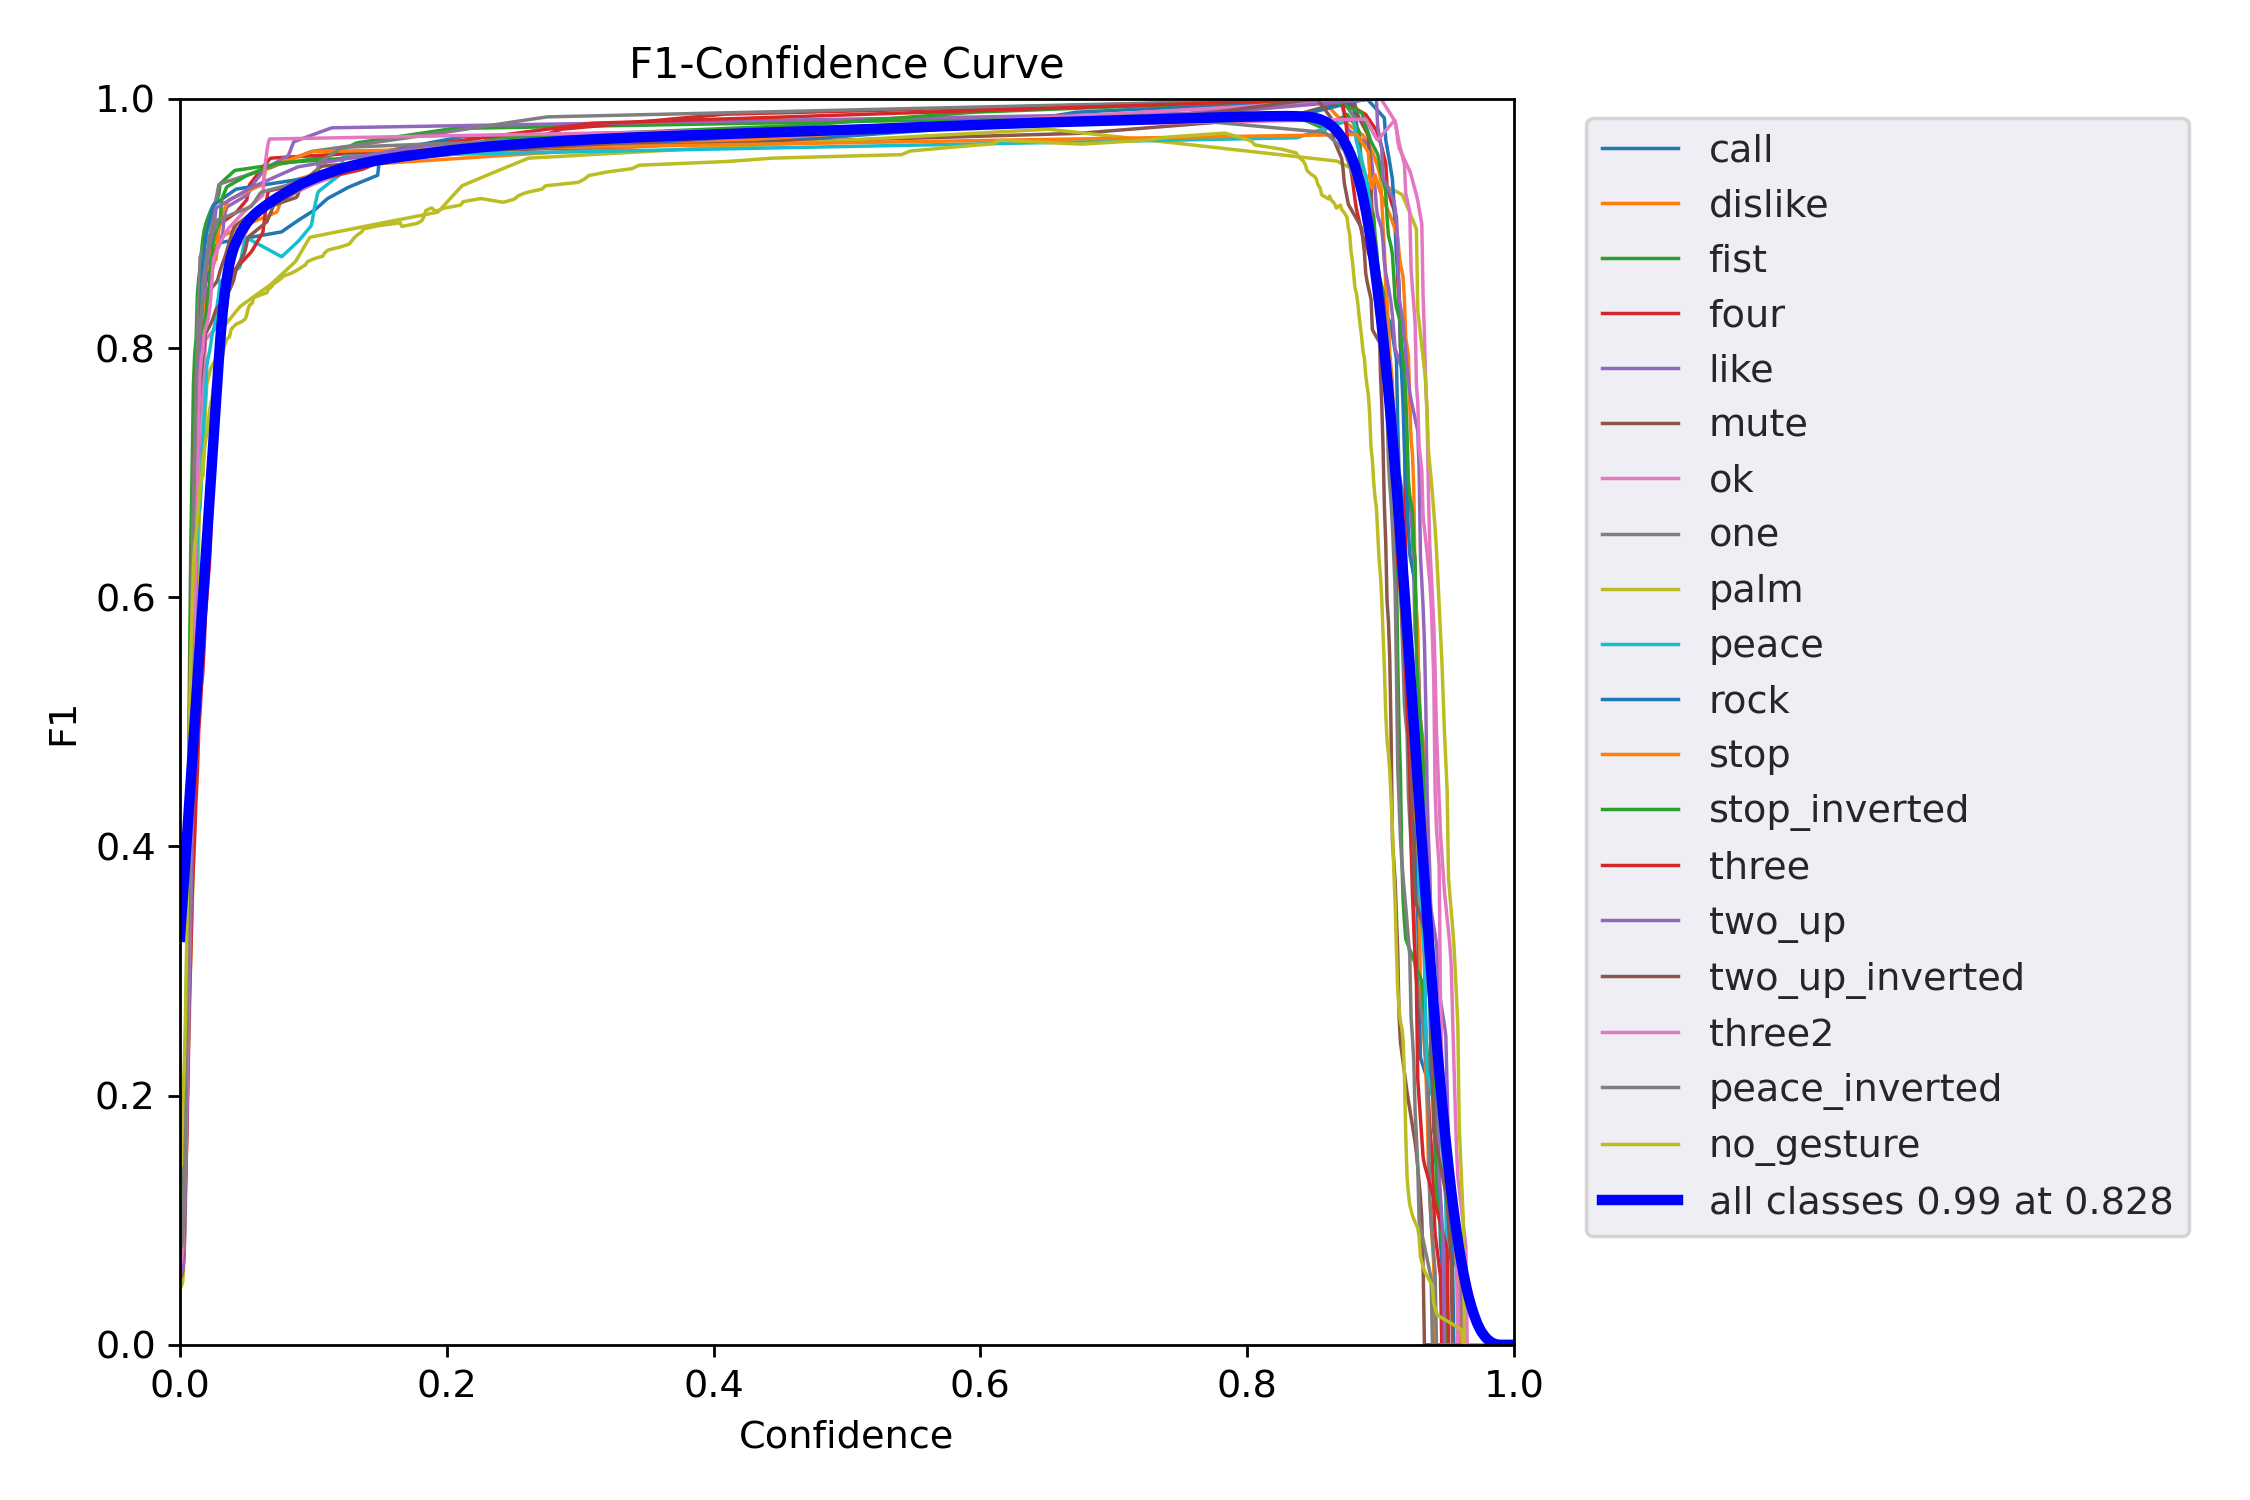 F1-Confidence Curve
1.0
0.8
0.6
0.4
0.2
0.0
F1
0.0 0.2 0.4 0.6 0.8 1.0
Confidence
call
dislike
fist
four
like
mute
ok
one
palm
peace
rock
stop
stop_inverted
three
two_up
two_up_inverted
three2
peace_inverted
no_gesture
all classes 0.99 at 0.828